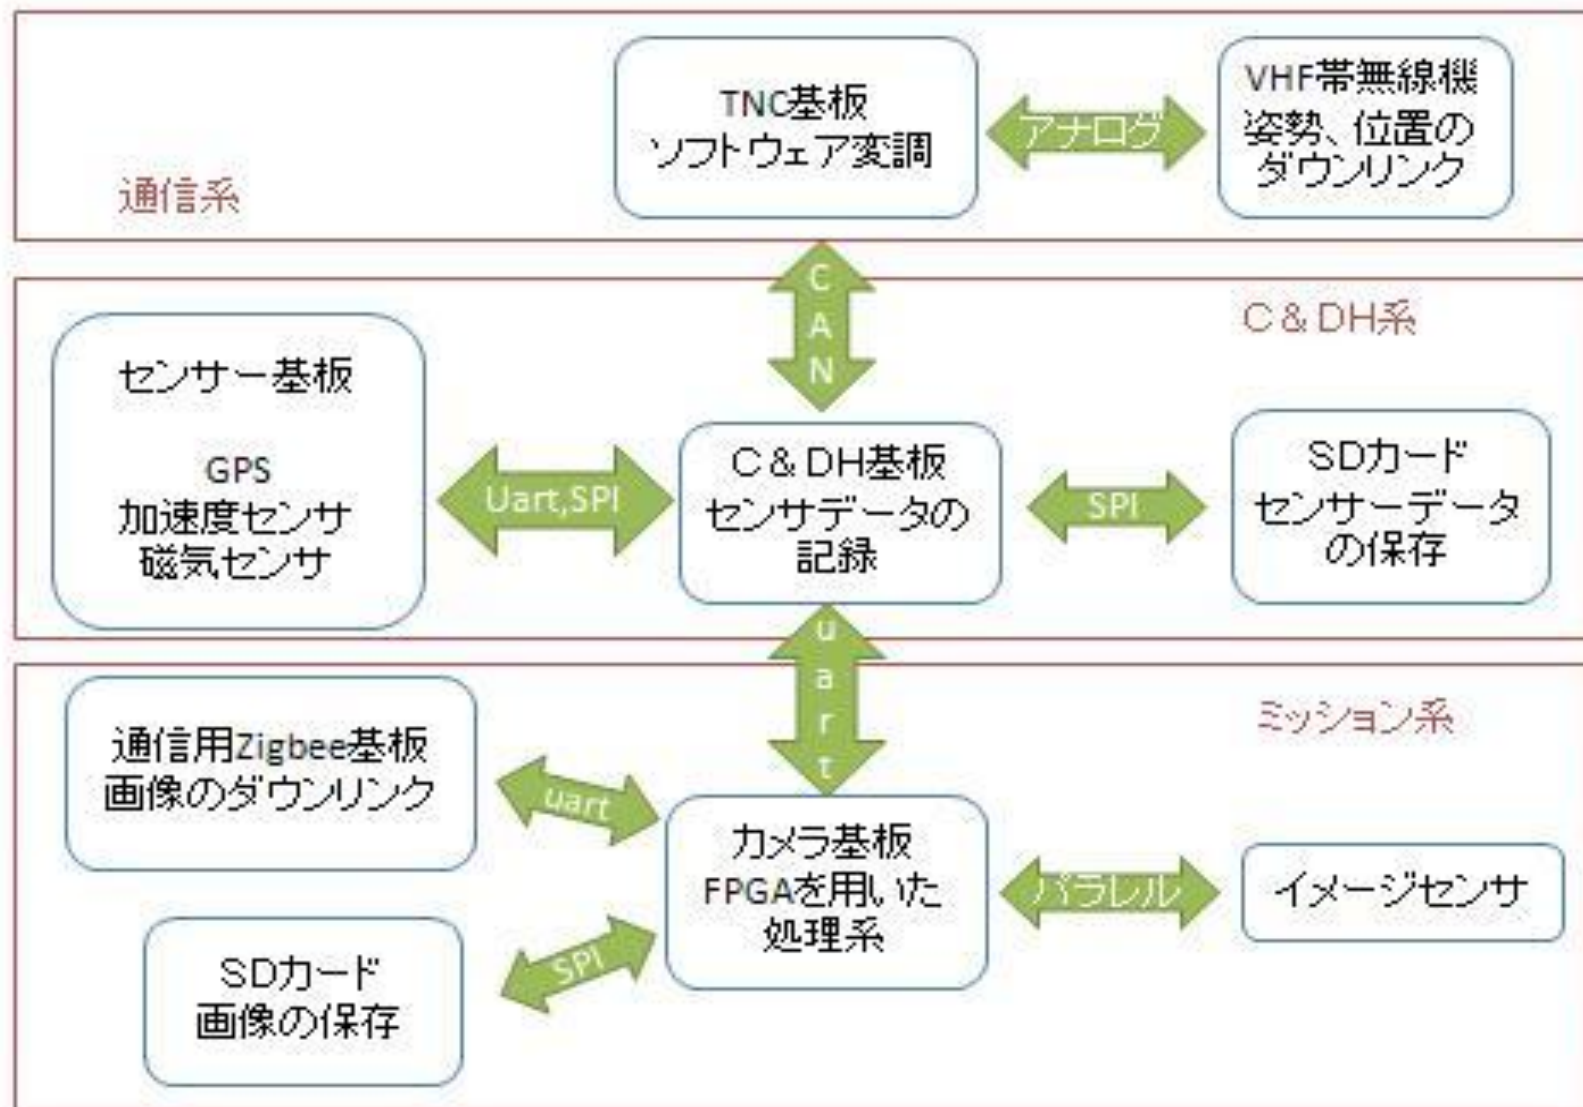 TNC基板
ソフトウェア変調
アナログ
VHF帯無線機
姿勢、位置の
ダウンリンク
通信系
CAN
C&DH系
センサー基板
GPS
加速度センサ
磁気センサ
Uart,SPI
C&DH基板
センサデータの
記録
SPI
SDカード
センサーデータ
の保存
uart
ミッション系
通信用Zigbee基板
画像のダウンリンク
uart
カメラ基板
FPGAを用いた
処理系
パラレル
イメージセンサ
SPI
SDカード
画像の保存